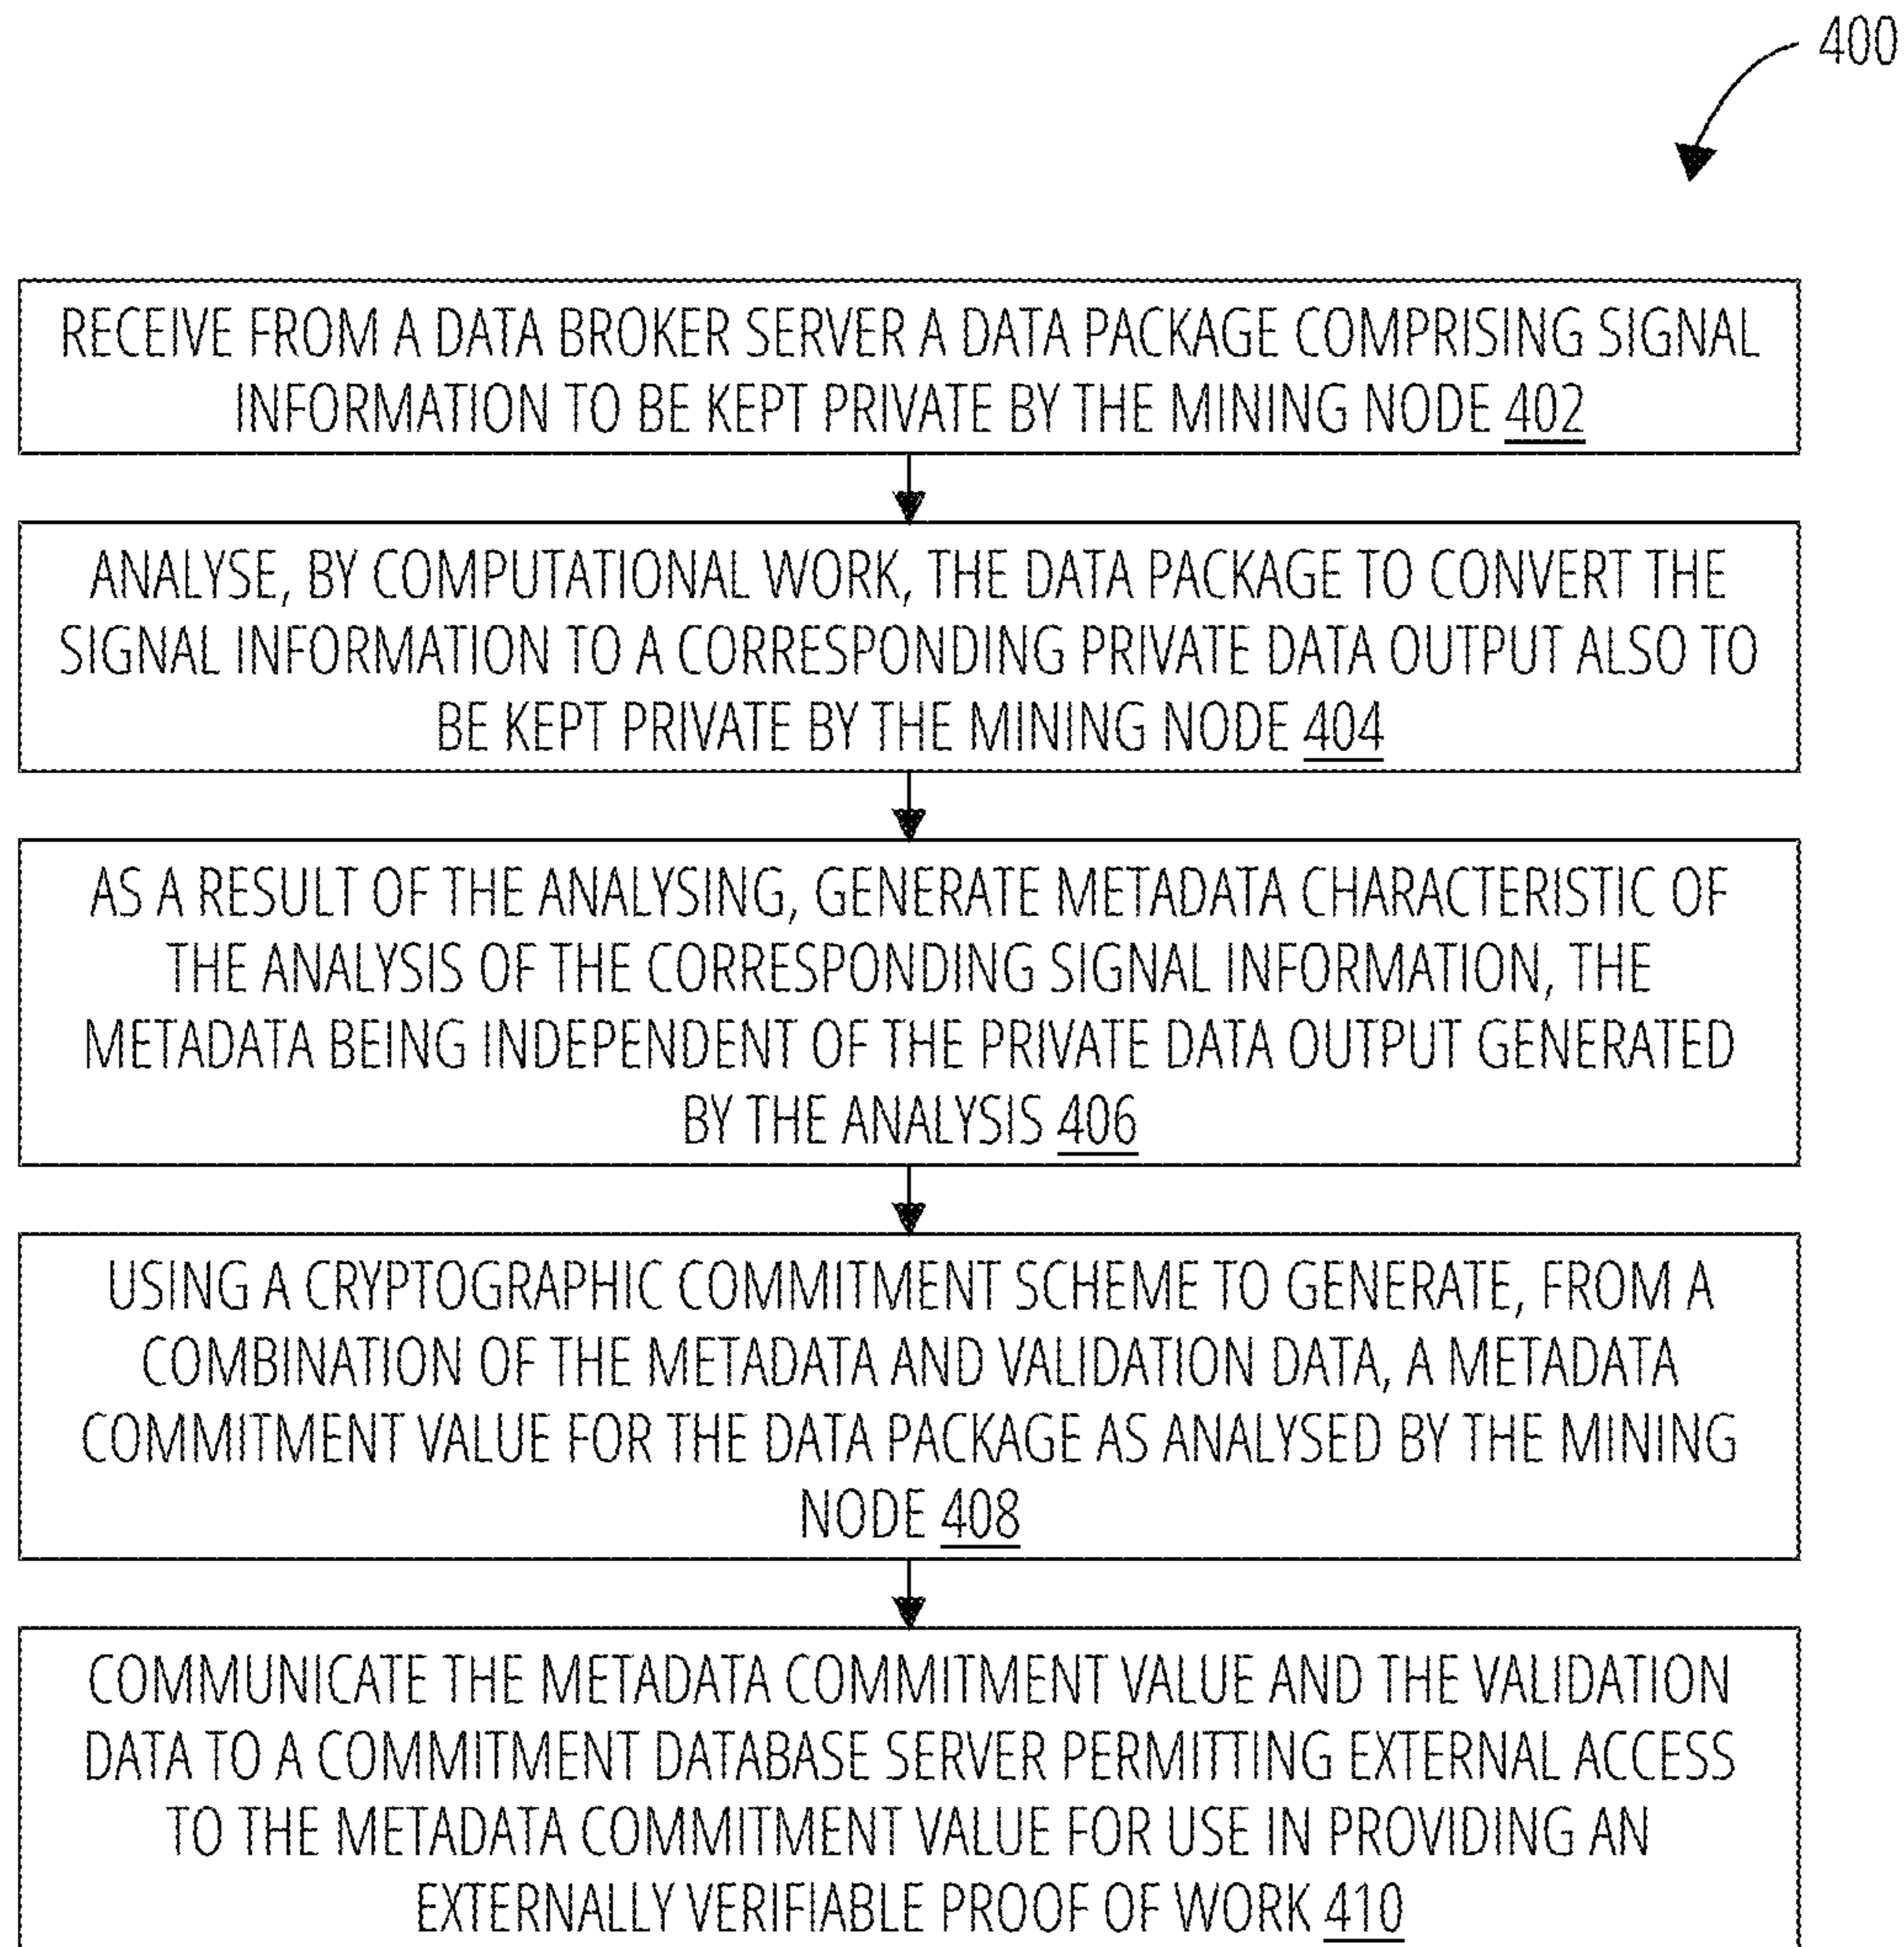 400
RECEIVE FROM A DATA BROKER SERVER A DATA PACKAGE COMPRISING SIGNAL
INFORMATION TO BE KEPT PRIVATE BY THE MINING NODE 402
ANALYSE, BY COMPUTATIONAL WORK, THE DATA PACKAGE TO CONVERT THE
SIGNAL INFORMATION TO A CORRESPONDING PRIVATE DATA OUTPUT ALSO TO
BE KEPT PRIVATE BY THE MINING NODE 404
AS A RESULT OF THE ANALYSING, GENERATE METADATA CHARACTERISTIC OF
THE ANALYSIS OF THE CORRESPONDING SIGNAL INFORMATION, THE
METADATA BEING INDEPENDENT OF THE PRIVATE DATA OUTPUT GENERATED
BY THE ANALYSIS 406
USING A CRYPTOGRAPHIC COMMITMENT SCHEME TO GENERATE, FROM A
COMBINATION OF THE METADATA AND VALIDATION DATA, A METADATA
COMMITMENT VALUE FOR THE DATA PACKAGE AS ANALYSED BY THE MINING
NODE 408
COMMUNICATE THE METADATA COMMITMENT VALUE AND THE VALIDATION
DATA TO A COMMITMENT DATABASE SERVER PERMITTING EXTERNAL ACCESS
TO THE METADATA COMMITMENT VALUE FOR USE IN PROVIDING AN
EXTERNALLY VERIFIABLE PROOF OF WORK 410